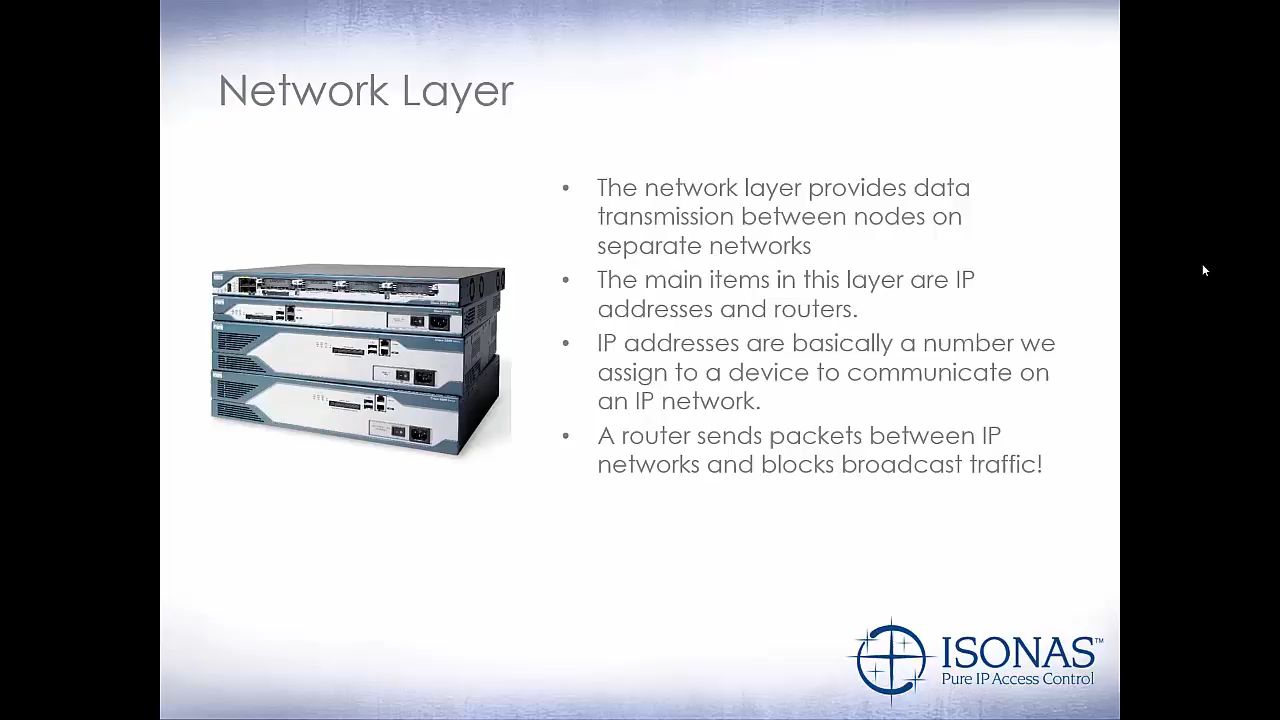 Network Layer
• The network layer provides data
transmission between nodes on
separate networks
• The main items in this layer are IP
addresses and routers.
• IP addresses are basically a number we
assign to a device to communicate on
an IP network.
• A router sends packets between IP
networks and blocks broadcast traffic!
ISONAS™
Pure IP Access Control